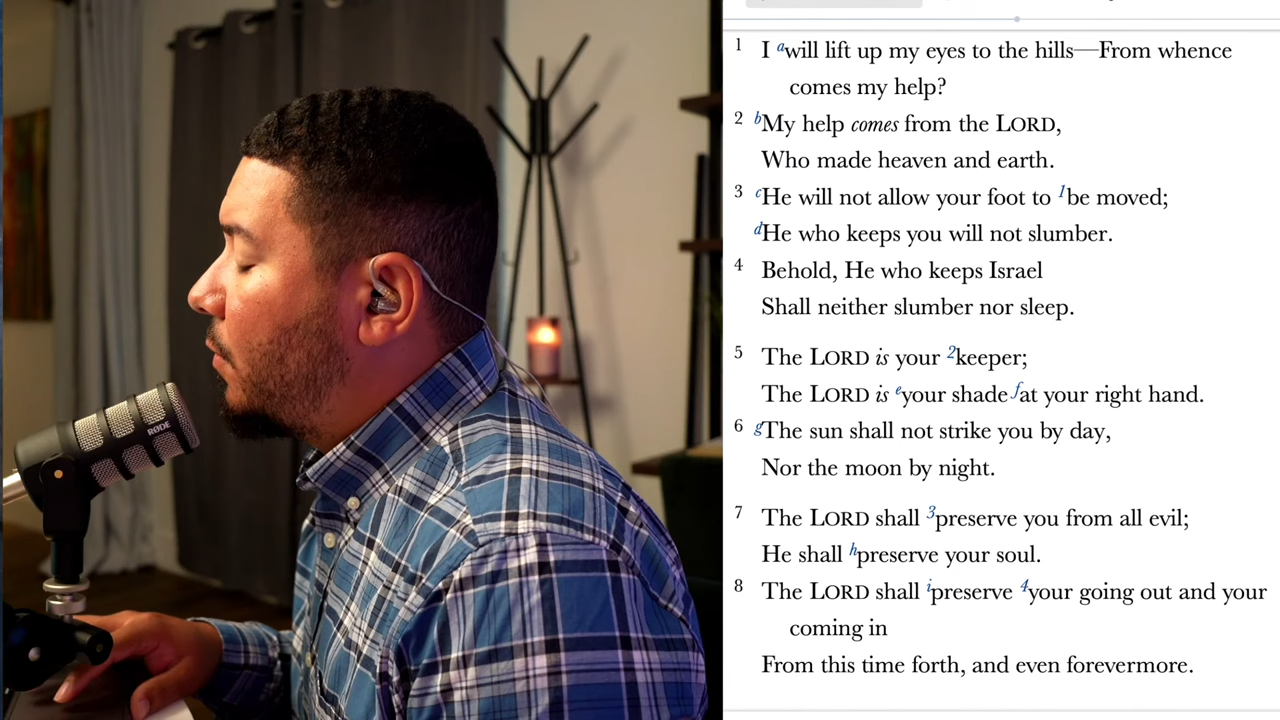 RØDE
1 I a will lift up my eyes to the hills—From whence
comes my help?
2 b My help comes from the LORD,
Who made heaven and earth.
3 c He will not allow your foot to 1 be moved;
d He who keeps you will not slumber.
4 Behold, He who keeps Israel
Shall neither slumber nor sleep.
5 The LORD is your 2 keeper;
The LORD is e your shade f at your right hand.
6 g The sun shall not strike you by day,
Nor the moon by night.
7 The LORD shall 3 preserve you from all evil;
He shall h preserve your soul.
8 The LORD shall i preserve 4 your going out and your
coming in
From this time forth, and even forevermore.